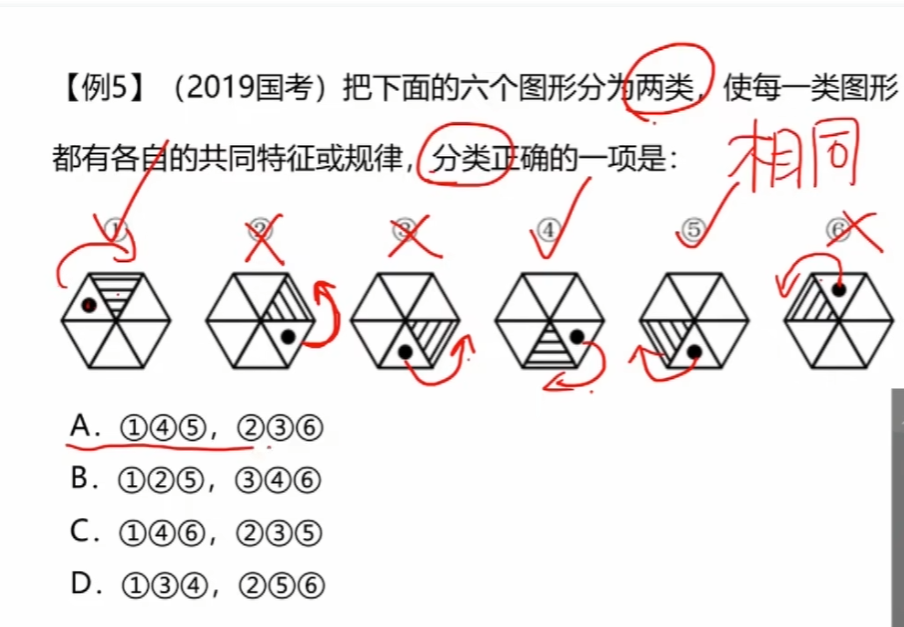 【例5】（2019国考）把下面的六个图形分为两类，使每一类图形
都有各自的共同特征或规律，分类正确的一项是：
相同
① ② ③ ④ ⑤ ⑥
A. ①④⑤，②③⑥
B. ①②⑤，③④⑥
C. ①④⑥，②③⑤
D. ①③④，②⑤⑥